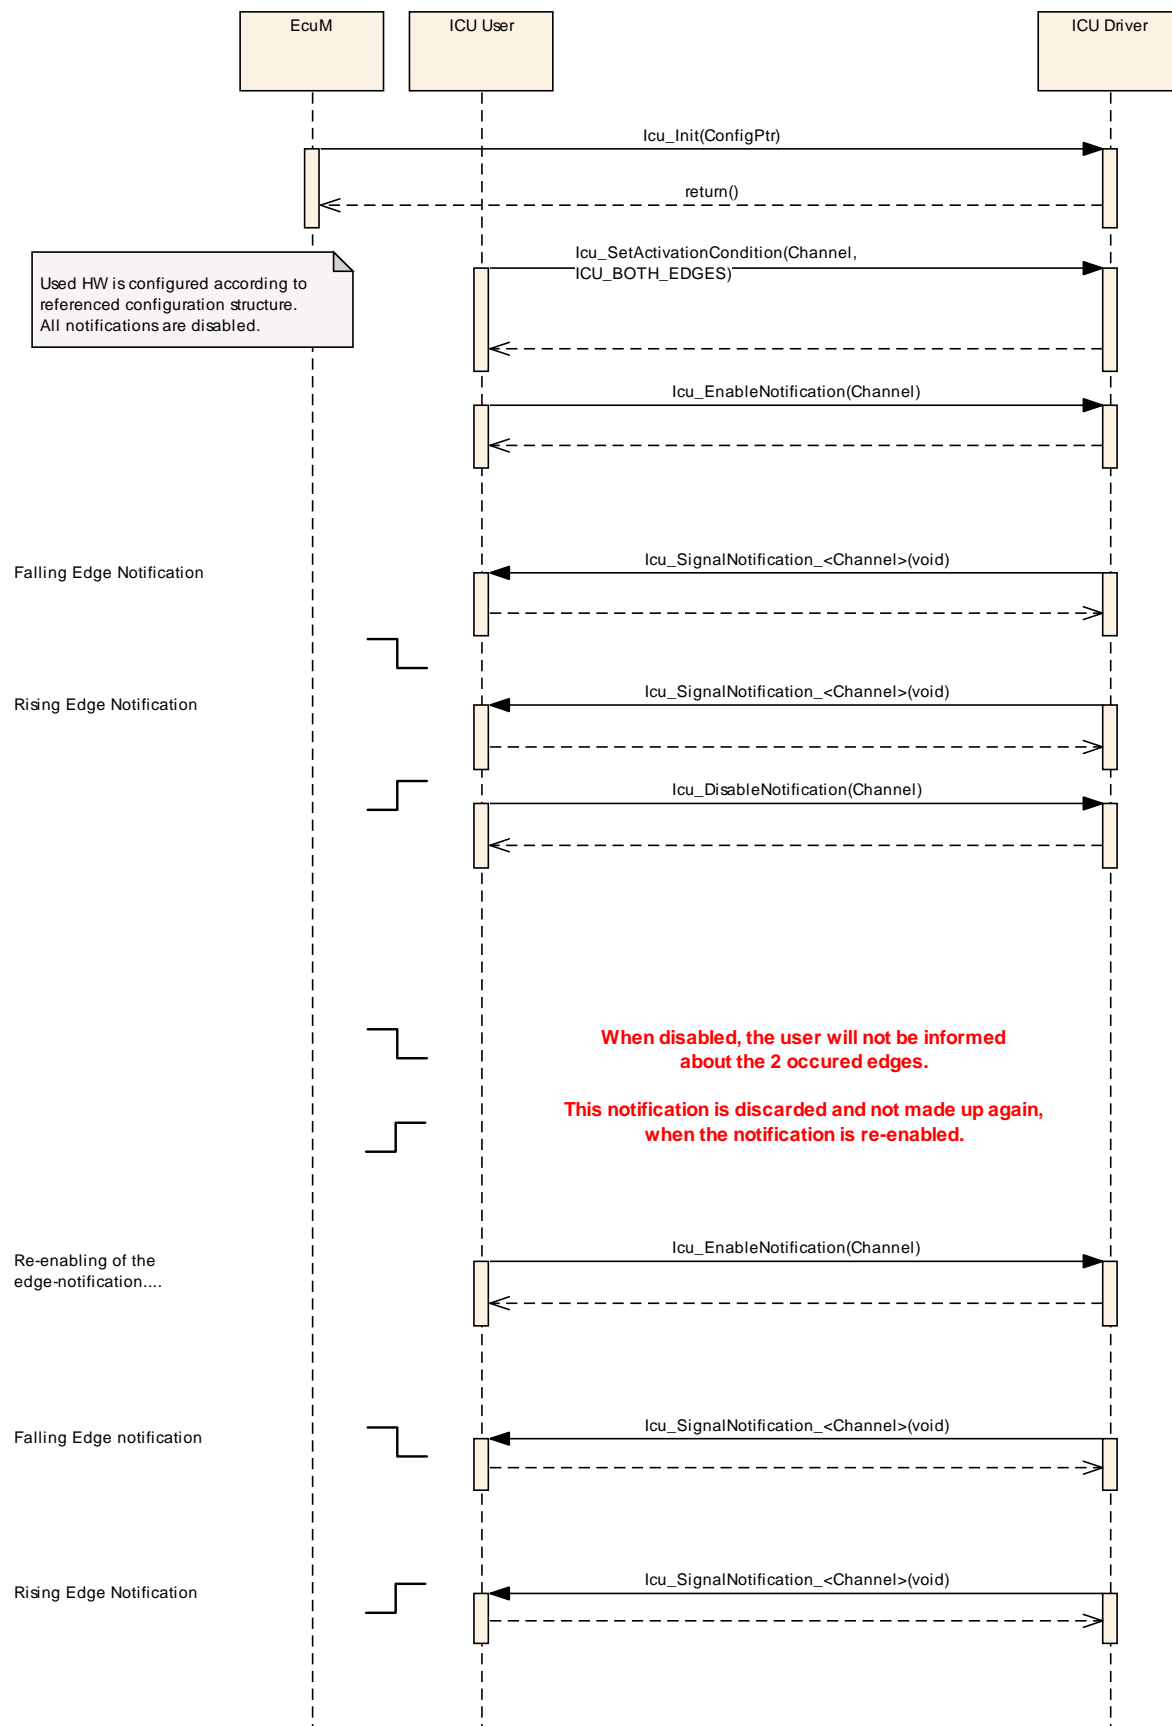 EcuM
ICU User
ICU Driver
Icu_Init(ConfigPtr)
return()
Icu_SetActivationCondition(Channel,
ICU_BOTH_EDGES)
Used HW is configured according to
referenced configuration structure.
All notifications are disabled.
Icu_EnableNotification(Channel)
Icu_SignalNotification_<Channel>(void)
Falling Edge Notification
Icu_SignalNotification_<Channel>(void)
Rising Edge Notification
Icu_DisableNotification(Channel)
When disabled, the user will not be informed
about the 2 occured edges.
This notification is discarded and not made up again,
when the notification is re-enabled.
Icu_EnableNotification(Channel)
Re-enabling of the
edge-notification....
Icu_SignalNotification_<Channel>(void)
Falling Edge notification
Icu_SignalNotification_<Channel>(void)
Rising Edge Notification